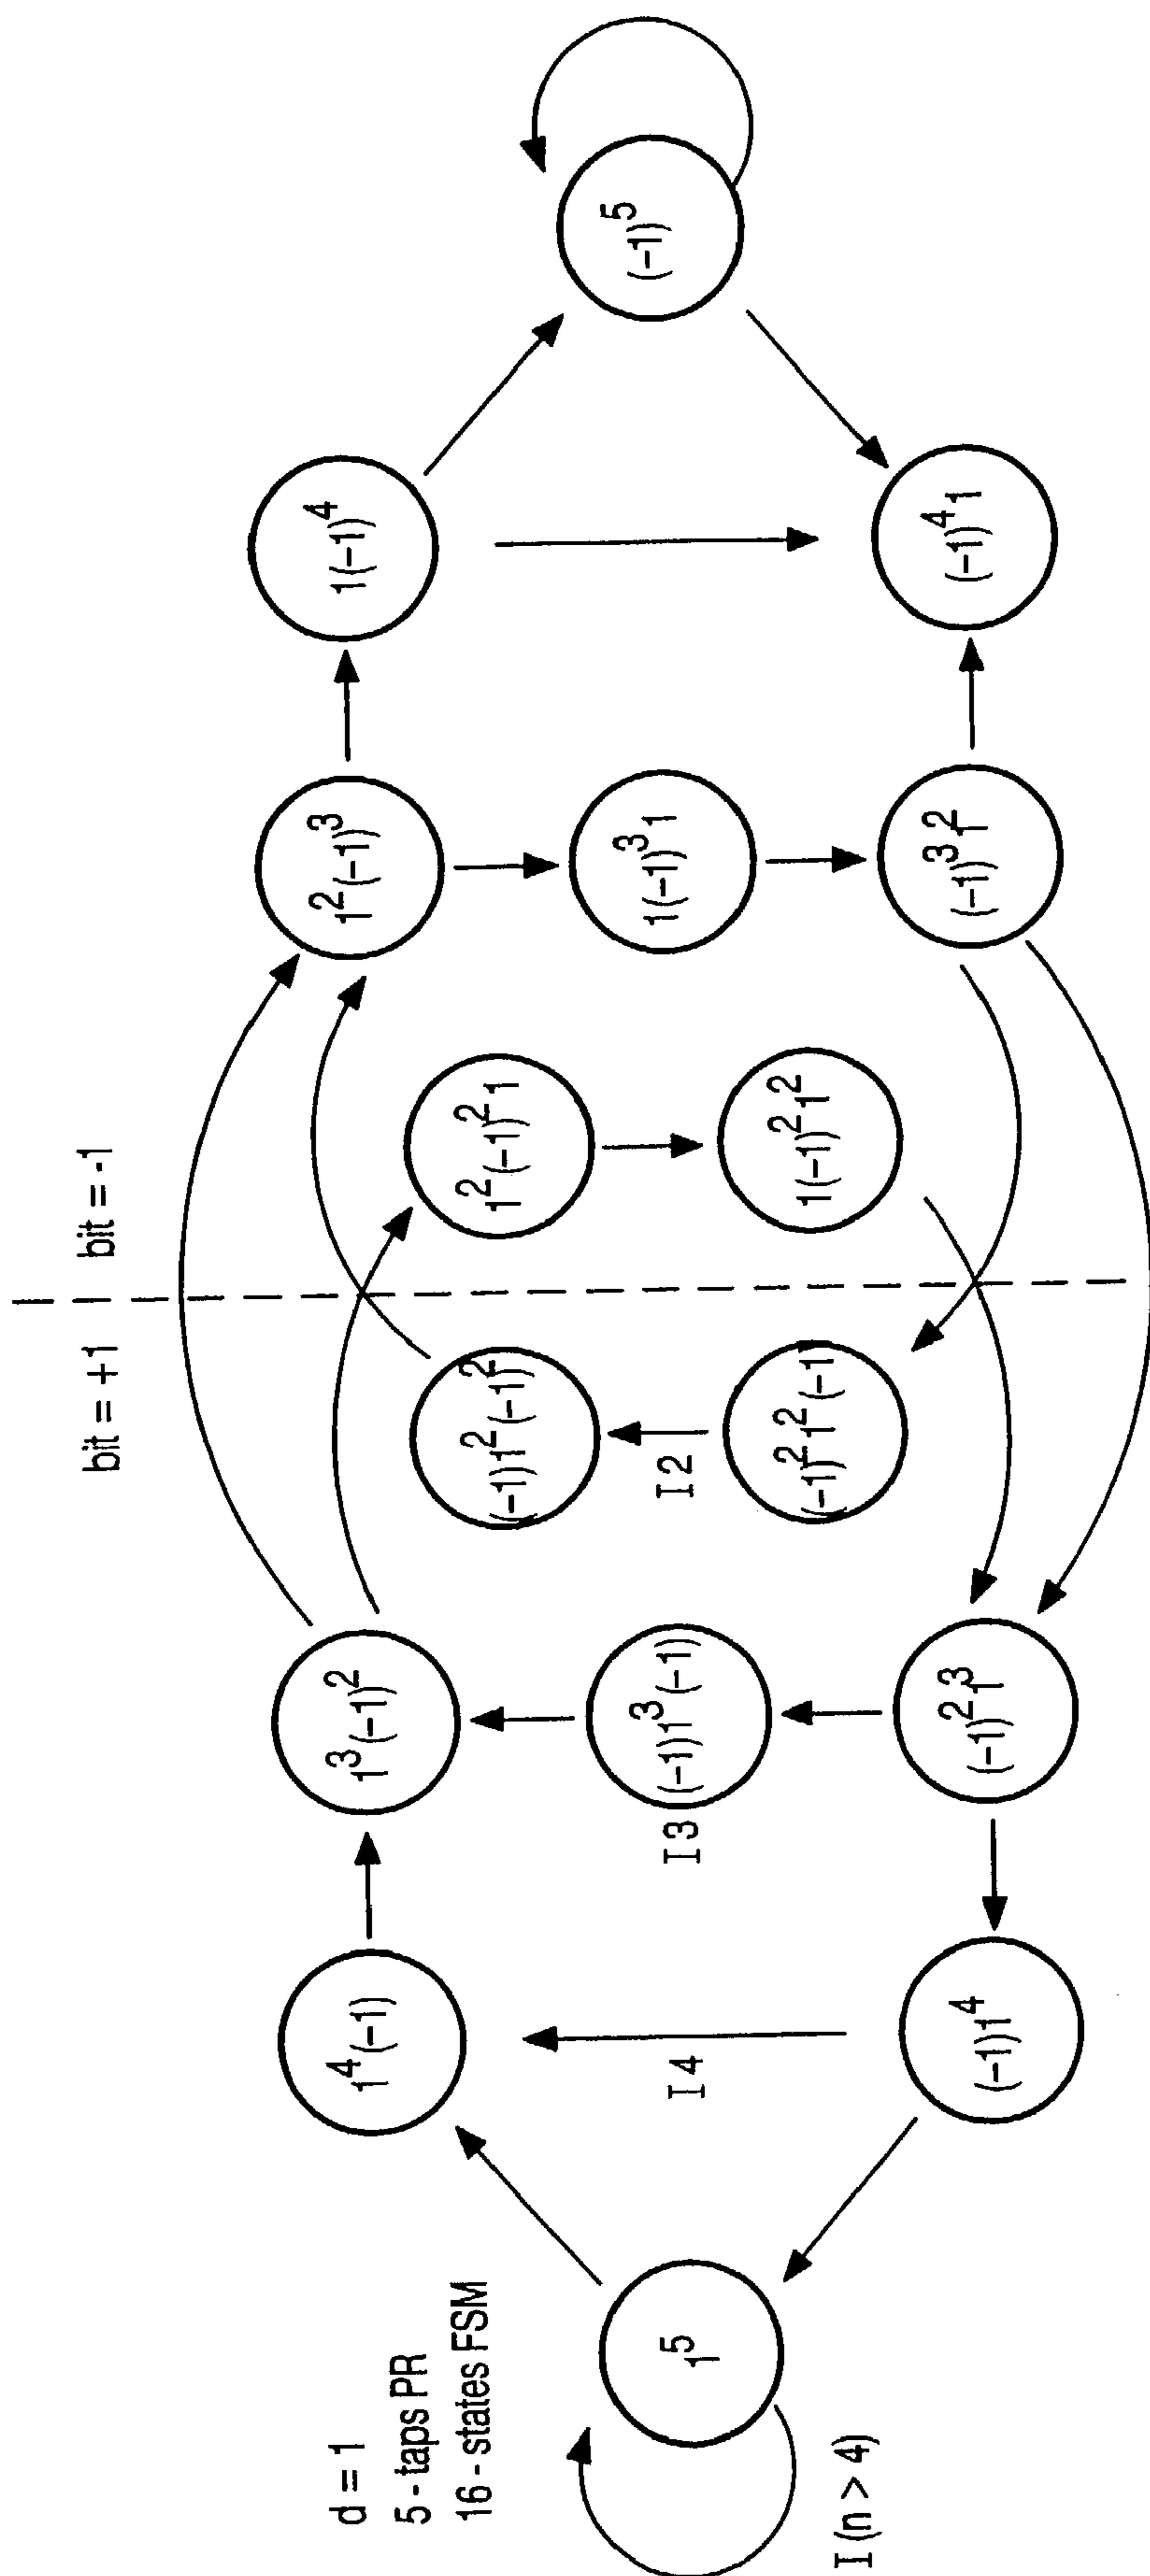 d = 1
5 - taps PR
16 - states FSM
bit = +1
bit = -1
1^4(-1)
1^3(-1)^2
1^2(-1)^3
1(-1)^4
(-1)1^2(-1)^2
1^2(-1)^2 1
1^5
I (n > 4)
I 4
I 3
(-1)1^3(-1)
I 2
1(-1)^3 1
(-1)^5
(-1)^2 1^2(-1)
1(-1)^2 1^2
(-1)1^4
(-1)^2 1^3
(-1)^3 1^2
(-1)^4 1